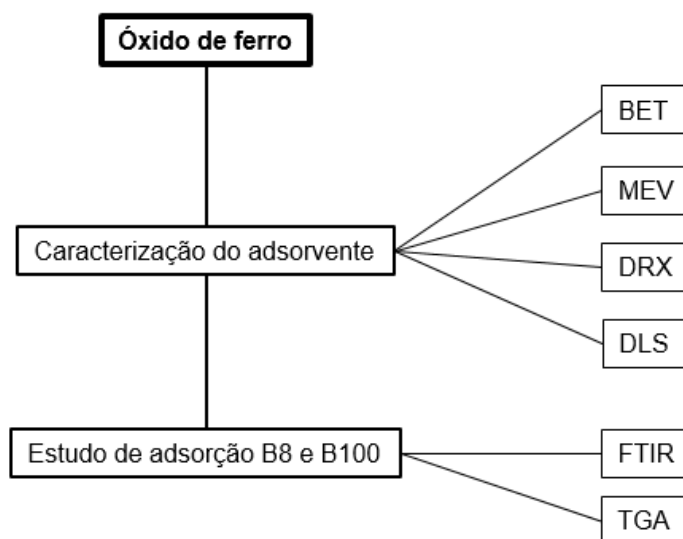 Óxido de ferro
BET
MEV
Caracterização do adsorvente
DRX
DLS
Estudo de adsorção B8 e B100
FTIR
TGA